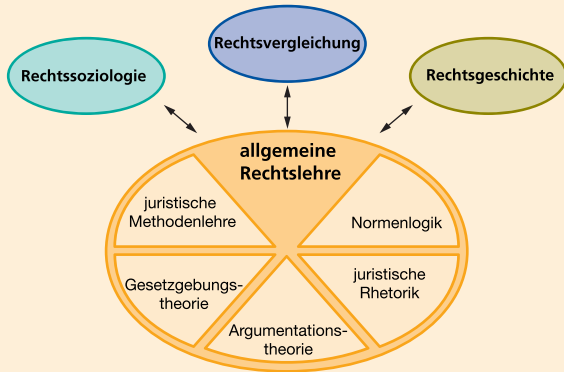 Rechtsvergleichung
Rechtssoziologie
Rechtsgeschichte
allgemeine
Rechtslehre
juristische
Methodenlehre
Normenlogik
Gesetzgebungs-
theorie
juristische
Rhetorik
Argumentations-
theorie